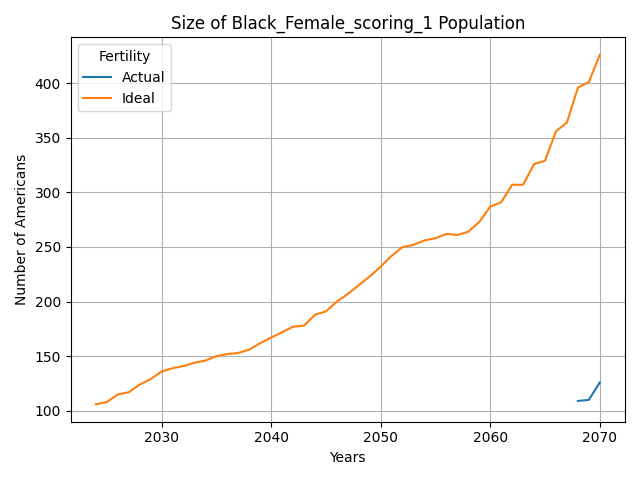 Size of Black_Female_scoring_1 Population
Fertility
Actual
Ideal
Number of Americans
400
350
300
250
200
150
100
2030 2040 2050 2060 2070
Years